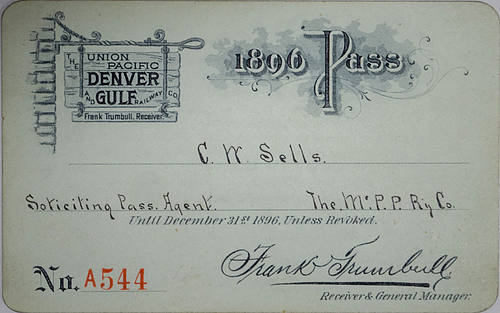 THE UNION PACIFIC
DENVER
AND GULF RAILWAY CO.
Frank Trumbull, Receiver.
1896 Pass
C. W. Sells.
Soliciting Pass. Agent. The Mo. P. P. Ry Co.
Until December 31st 1896, Unless Revoked.
No. A544
Frank Trumbull
Receiver & General Manager.